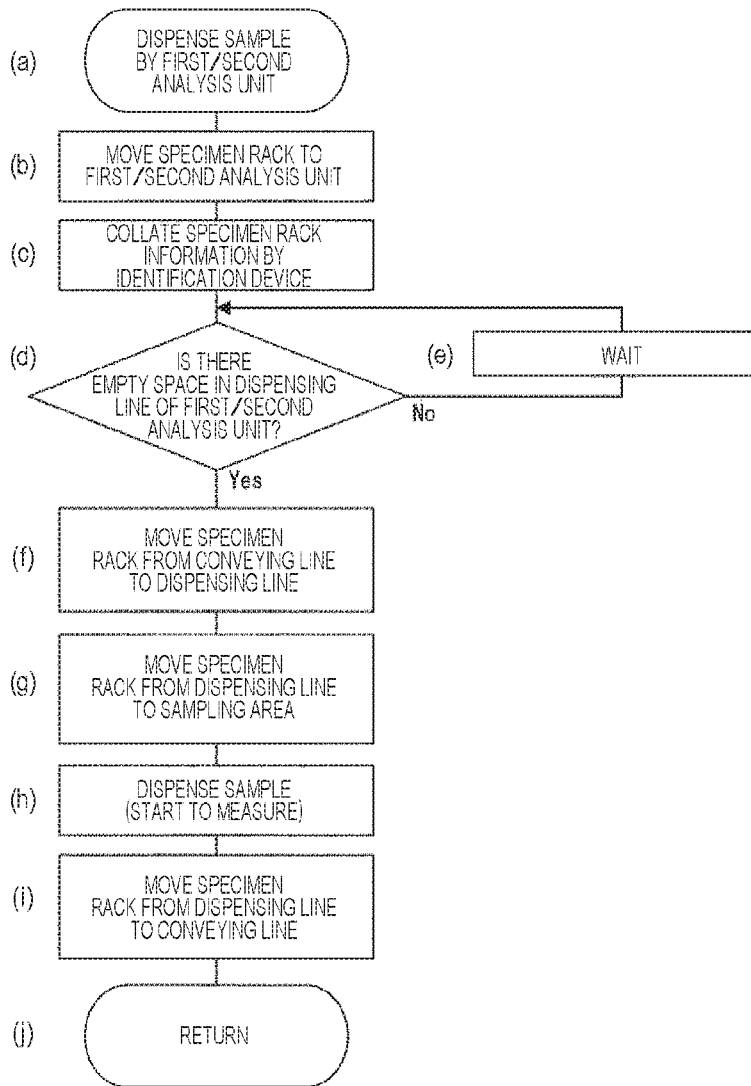 (a)
DISPENSE SAMPLE
BY FIRST/SECOND
ANALYSIS UNIT
(b)
MOVE SPECIMEN RACK TO
FIRST/SECOND ANALYSIS UNIT
(c)
COLLATE SPECIMEN RACK
INFORMATION BY
IDENTIFICATION DEVICE
(d)
IS THERE
EMPTY SPACE IN DISPENSING
LINE OF FIRST/SECOND
ANALYSIS UNIT?
(e)
WAIT
No
Yes
(f)
MOVE SPECIMEN
RACK FROM CONVEYING LINE
TO DISPENSING LINE
(g)
MOVE SPECIMEN
RACK FROM DISPENSING LINE
TO SAMPLING AREA
(h)
DISPENSE SAMPLE
(START TO MEASURE)
(i)
MOVE SPECIMEN
RACK FROM DISPENSING LINE
TO CONVEYING LINE
(j)
RETURN